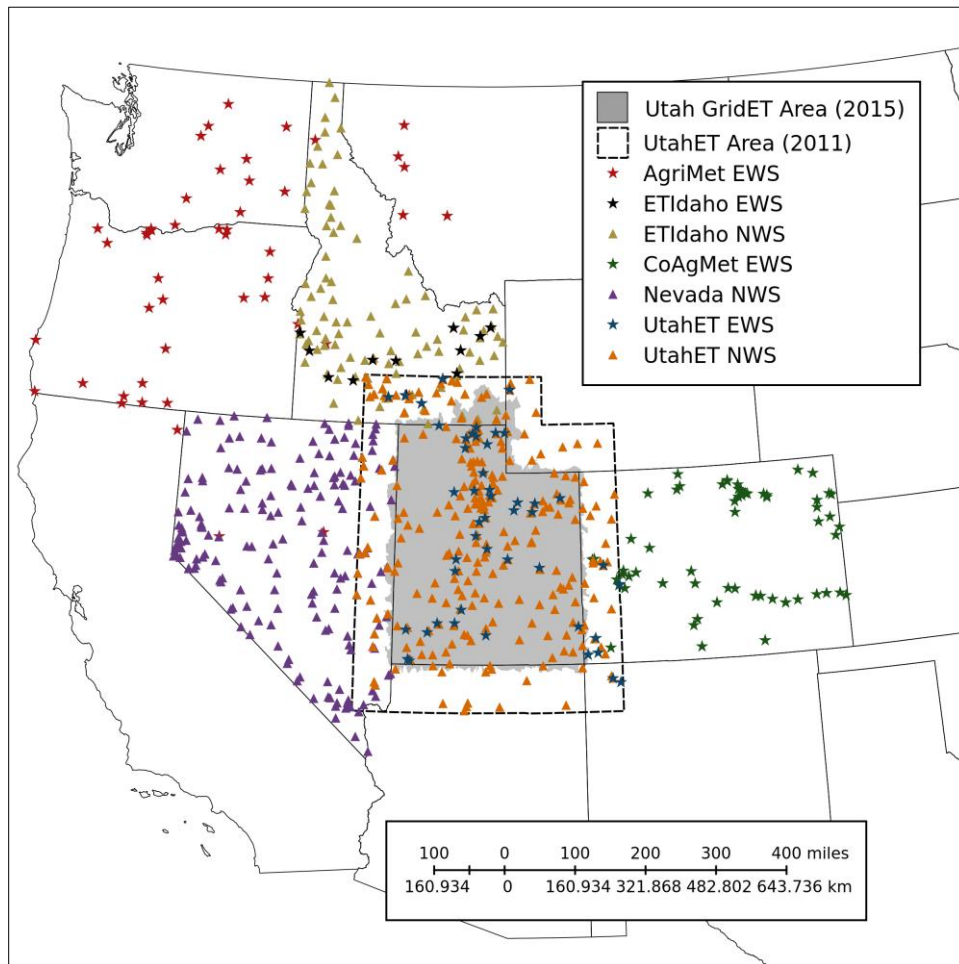 Utah GridET Area (2015)
UtahET Area (2011)
AgriMet EWS
ETIdaho EWS
ETIdaho NWS
CoAgMet EWS
Nevada NWS
UtahET EWS
UtahET NWS
100 0 100 200 300 400 miles
160.934 0 160.934 321.868 482.802 643.736 km